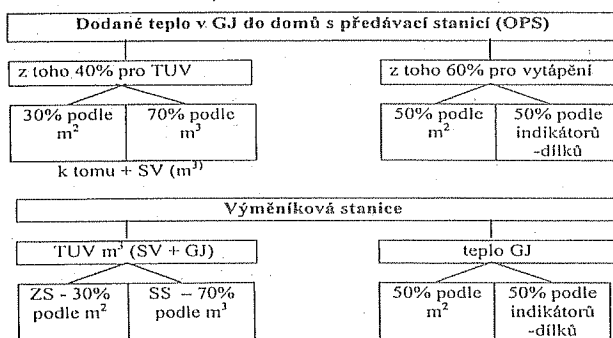 Dodané teplo v GJ do domů s předávací stanicí (OPS)
z toho 40% pro TUV
z toho 60% pro vytápění
30% podle
m²
70% podle
m³
50% podle
m²
50% podle
indikátorů
-dílků
k tomu + SV (m³)
Výměníková stanice
TUV m³ (SV + GJ)
teplo GJ
ZS - 30%
podle m²
SS – 70%
podle m³
50% podle
m²
50% podle
indikátorů
-dílků